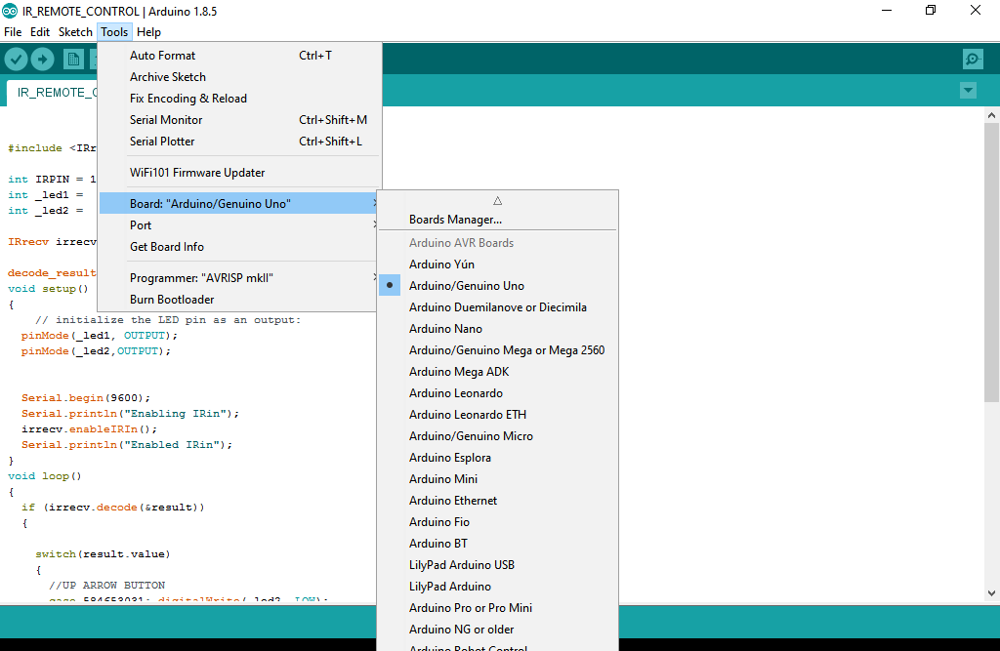 IR_REMOTE_CONTROL | Arduino 1.8.5
File Edit Sketch Tools Help
IR_REMOTE_C
Auto Format Ctrl+T
Archive Sketch
Fix Encoding & Reload
Serial Monitor Ctrl+Shift+M
Serial Plotter Ctrl+Shift+L
WiFi101 Firmware Updater
Board: "Arduino/Genuino Uno"
Port
Get Board Info
Programmer: "AVRISP mkII"
Burn Bootloader
Boards Manager...
Arduino AVR Boards
Arduino Yún
Arduino/Genuino Uno
Arduino Duemilanove or Diecimila
Arduino Nano
Arduino/Genuino Mega or Mega 2560
Arduino Mega ADK
Arduino Leonardo
Arduino Leonardo ETH
Arduino/Genuino Micro
Arduino Esplora
Arduino Mini
Arduino Ethernet
Arduino Fio
Arduino BT
LilyPad Arduino USB
LilyPad Arduino
Arduino Pro or Pro Mini
Arduino NG or older
Arduino Robot Control
#include <IRr
int IRPIN = 1
int _led1 =
int _led2 =
IRrecv irrecv
decode_result
void setup()
{
// initialize the LED pin as an output:
pinMode(_led1, OUTPUT);
pinMode(_led2,OUTPUT);
Serial.begin(9600);
Serial.println("Enabling IRin");
irrecv.enableIRIn();
Serial.println("Enabled IRin");
}
void loop()
{
if (irrecv.decode(&result))
{
switch(result.value)
{
//UP ARROW BUTTON
case 584653031: digitalWrite(_led2, LOW);